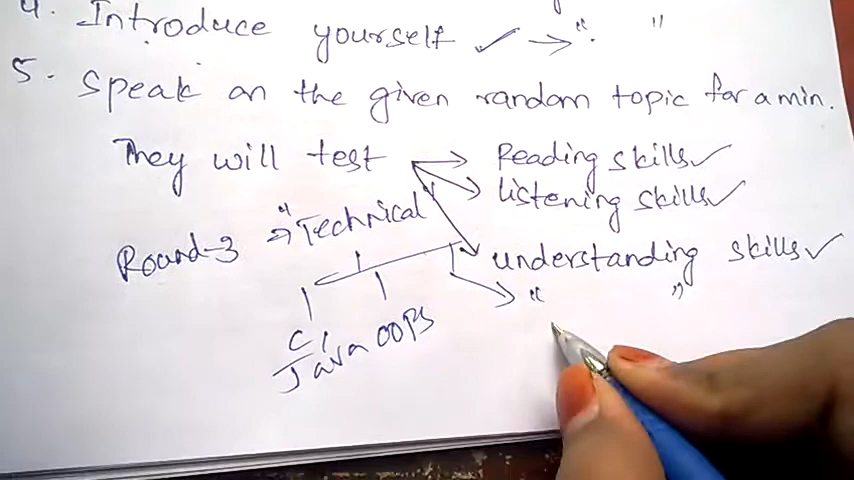 4. Introduce yourself ✓ → " "
5. Speak on the given random topic for a min.
They will test → Reading skills ✓
→ listening skills ✓
→ understanding skills ✓
Round-3 ⇒ "Technical
→ " "
C / Java OOPS